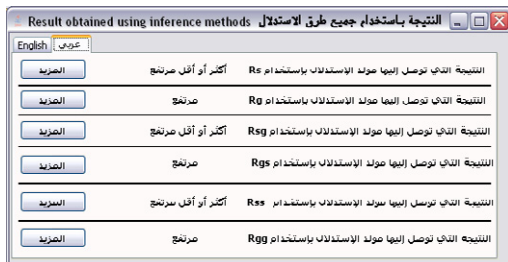 Result obtained using inference methods النتيجة باستخدام جميع طرق الاستدلال
English عربي
النتيجة التي توصل إليها مولد الإستدلال بإستخدام Rs أكثر أو أقل مرتفع المزيد
النتيجة التي توصل إليها مولد الإستدلال بإستخدام Rg مرتفع المزيد
النتيجة التي توصل إليها مولد الإستدلال بإستخدام Rsg أكثر أو أقل مرتفع المزيد
النتيجة التي توصل إليها مولد الإستدلال بإستخدام Rgs مرتفع المزيد
النتيجة التي توصل إليها مولد الإستدلال بإستخدام Rss أكثر أو أقل مرتفع المزيد
النتيجة التي توصل إليها مولد الإستدلال بإستخدام Rgg مرتفع المزيد